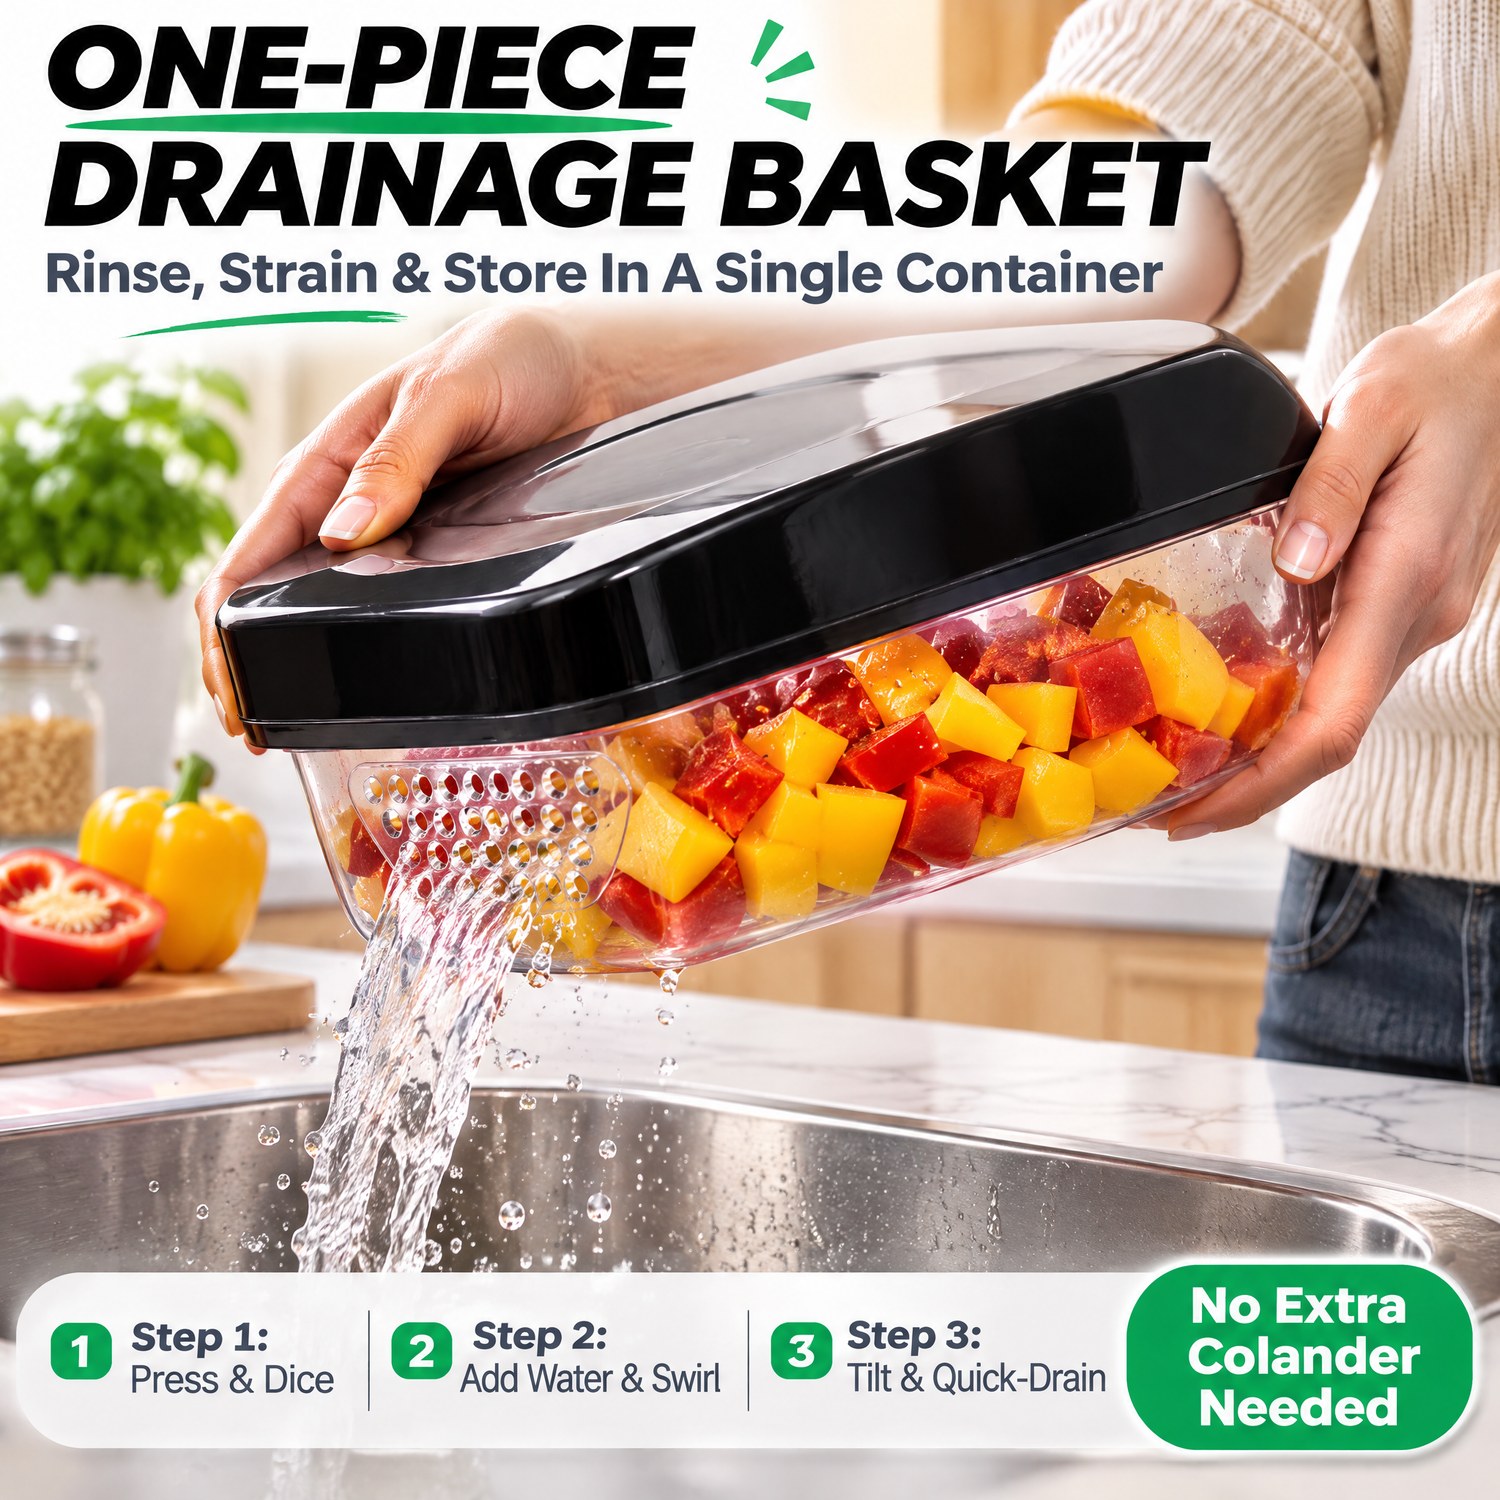 ONE-PIECE
DRAINAGE BASKET
Rinse, Strain & Store In A Single Container
1 Step 1:
Press & Dice
2 Step 2:
Add Water & Swirl
3 Step 3:
Tilt & Quick-Drain
No Extra
Colander
Needed